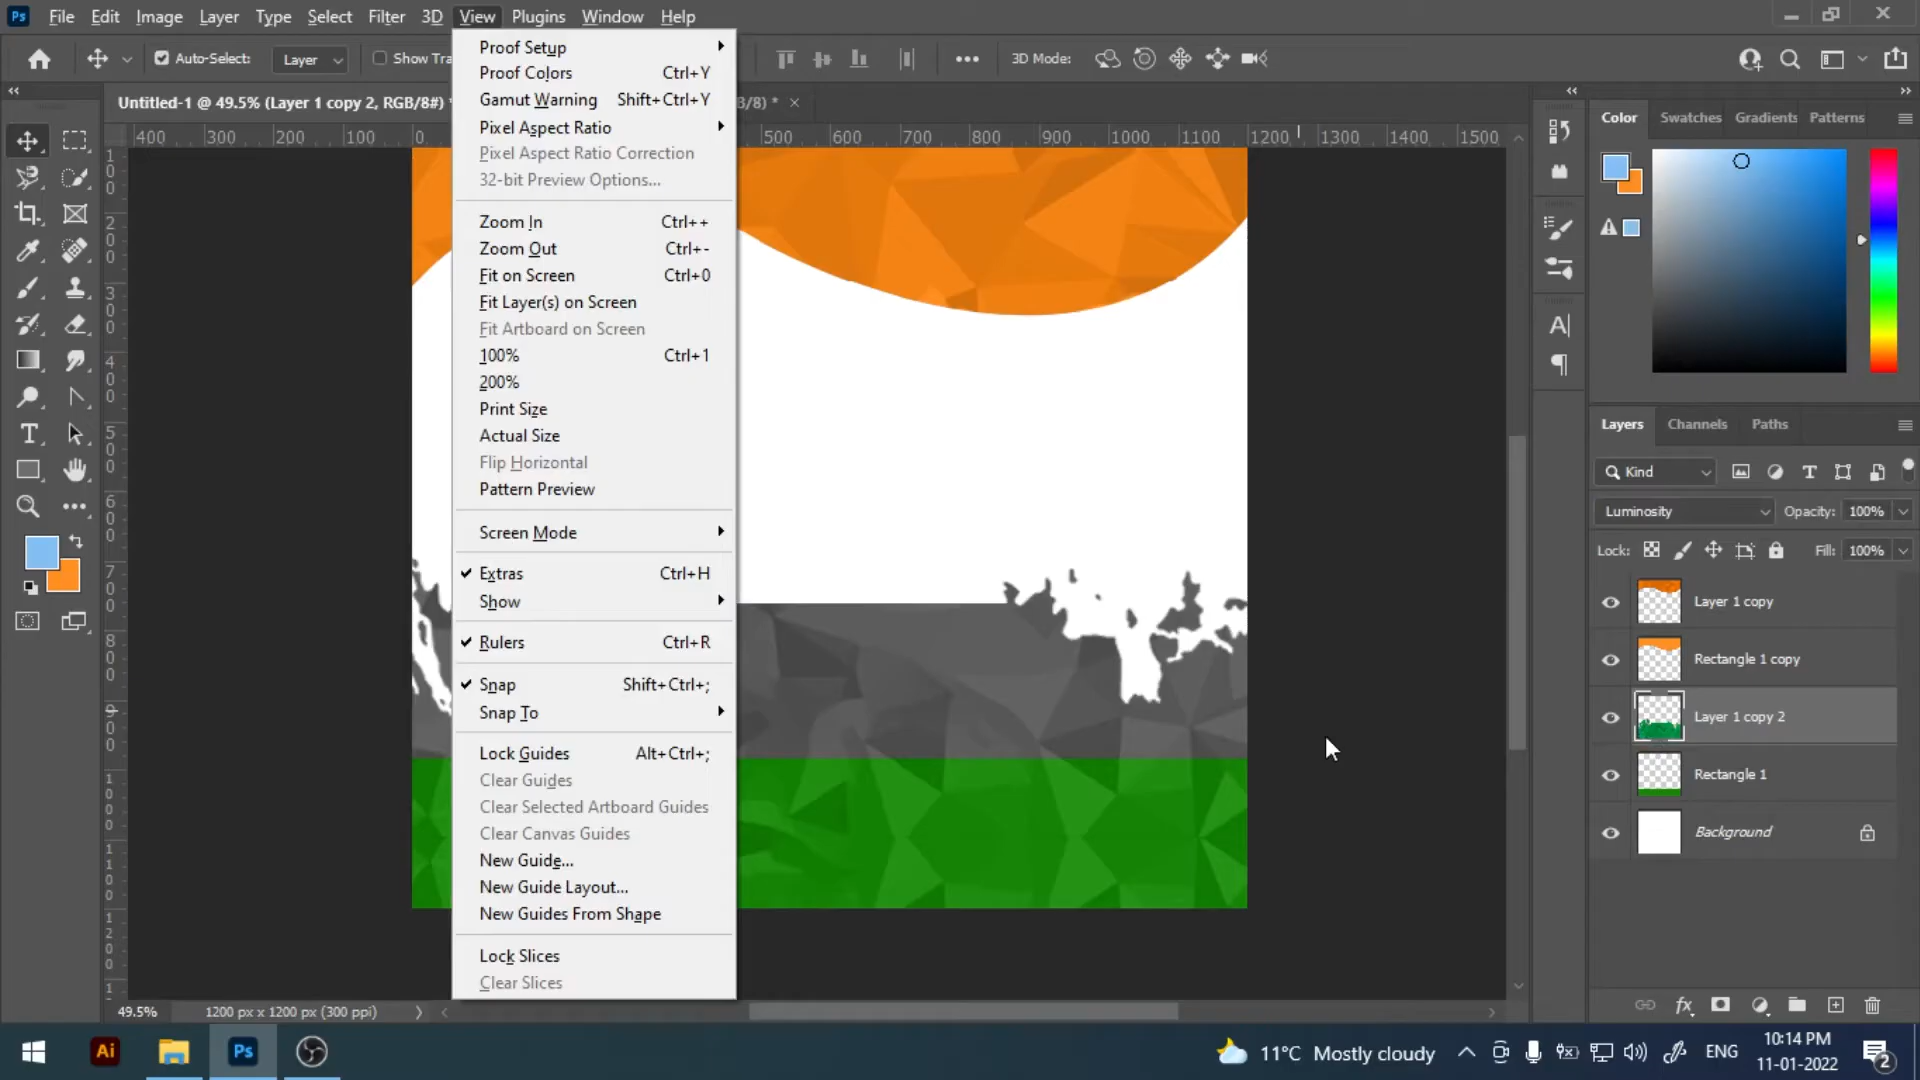 Ps File Edit Image Layer Type Select Filter 3D View Plugins Window Help
Auto-Select: Layer Show Tra 3D Mode:
Untitled-1 @ 49.5% (Layer 1 copy 2, RGB/8#) * B/8) *
400 300 200 100 0 500 600 700 800 900 1000 1100 1200 1300 1400 1500
Proof Setup
Proof Colors Ctrl+Y
Gamut Warning Shift+Ctrl+Y
Pixel Aspect Ratio
Pixel Aspect Ratio Correction
32-bit Preview Options...
Zoom In Ctrl++
Zoom Out Ctrl+-
Fit on Screen Ctrl+0
Fit Layer(s) on Screen
Fit Artboard on Screen
100% Ctrl+1
200%
Print Size
Actual Size
Flip Horizontal
Pattern Preview
Screen Mode
Extras Ctrl+H
Show
Rulers Ctrl+R
Snap Shift+Ctrl+;
Snap To
Lock Guides Alt+Ctrl+;
Clear Guides
Clear Selected Artboard Guides
Clear Canvas Guides
New Guide...
New Guide Layout...
New Guides From Shape
Lock Slices
Clear Slices
Color Swatches Gradients Patterns
Layers Channels Paths
Kind
Luminosity Opacity: 100%
Lock: Fill: 100%
Layer 1 copy
Rectangle 1 copy
Layer 1 copy 2
Rectangle 1
Background
49.5% 1200 px x 1200 px (300 ppi)
Ai Ps 11°C Mostly cloudy ENG 10:14 PM
11-01-2022 2